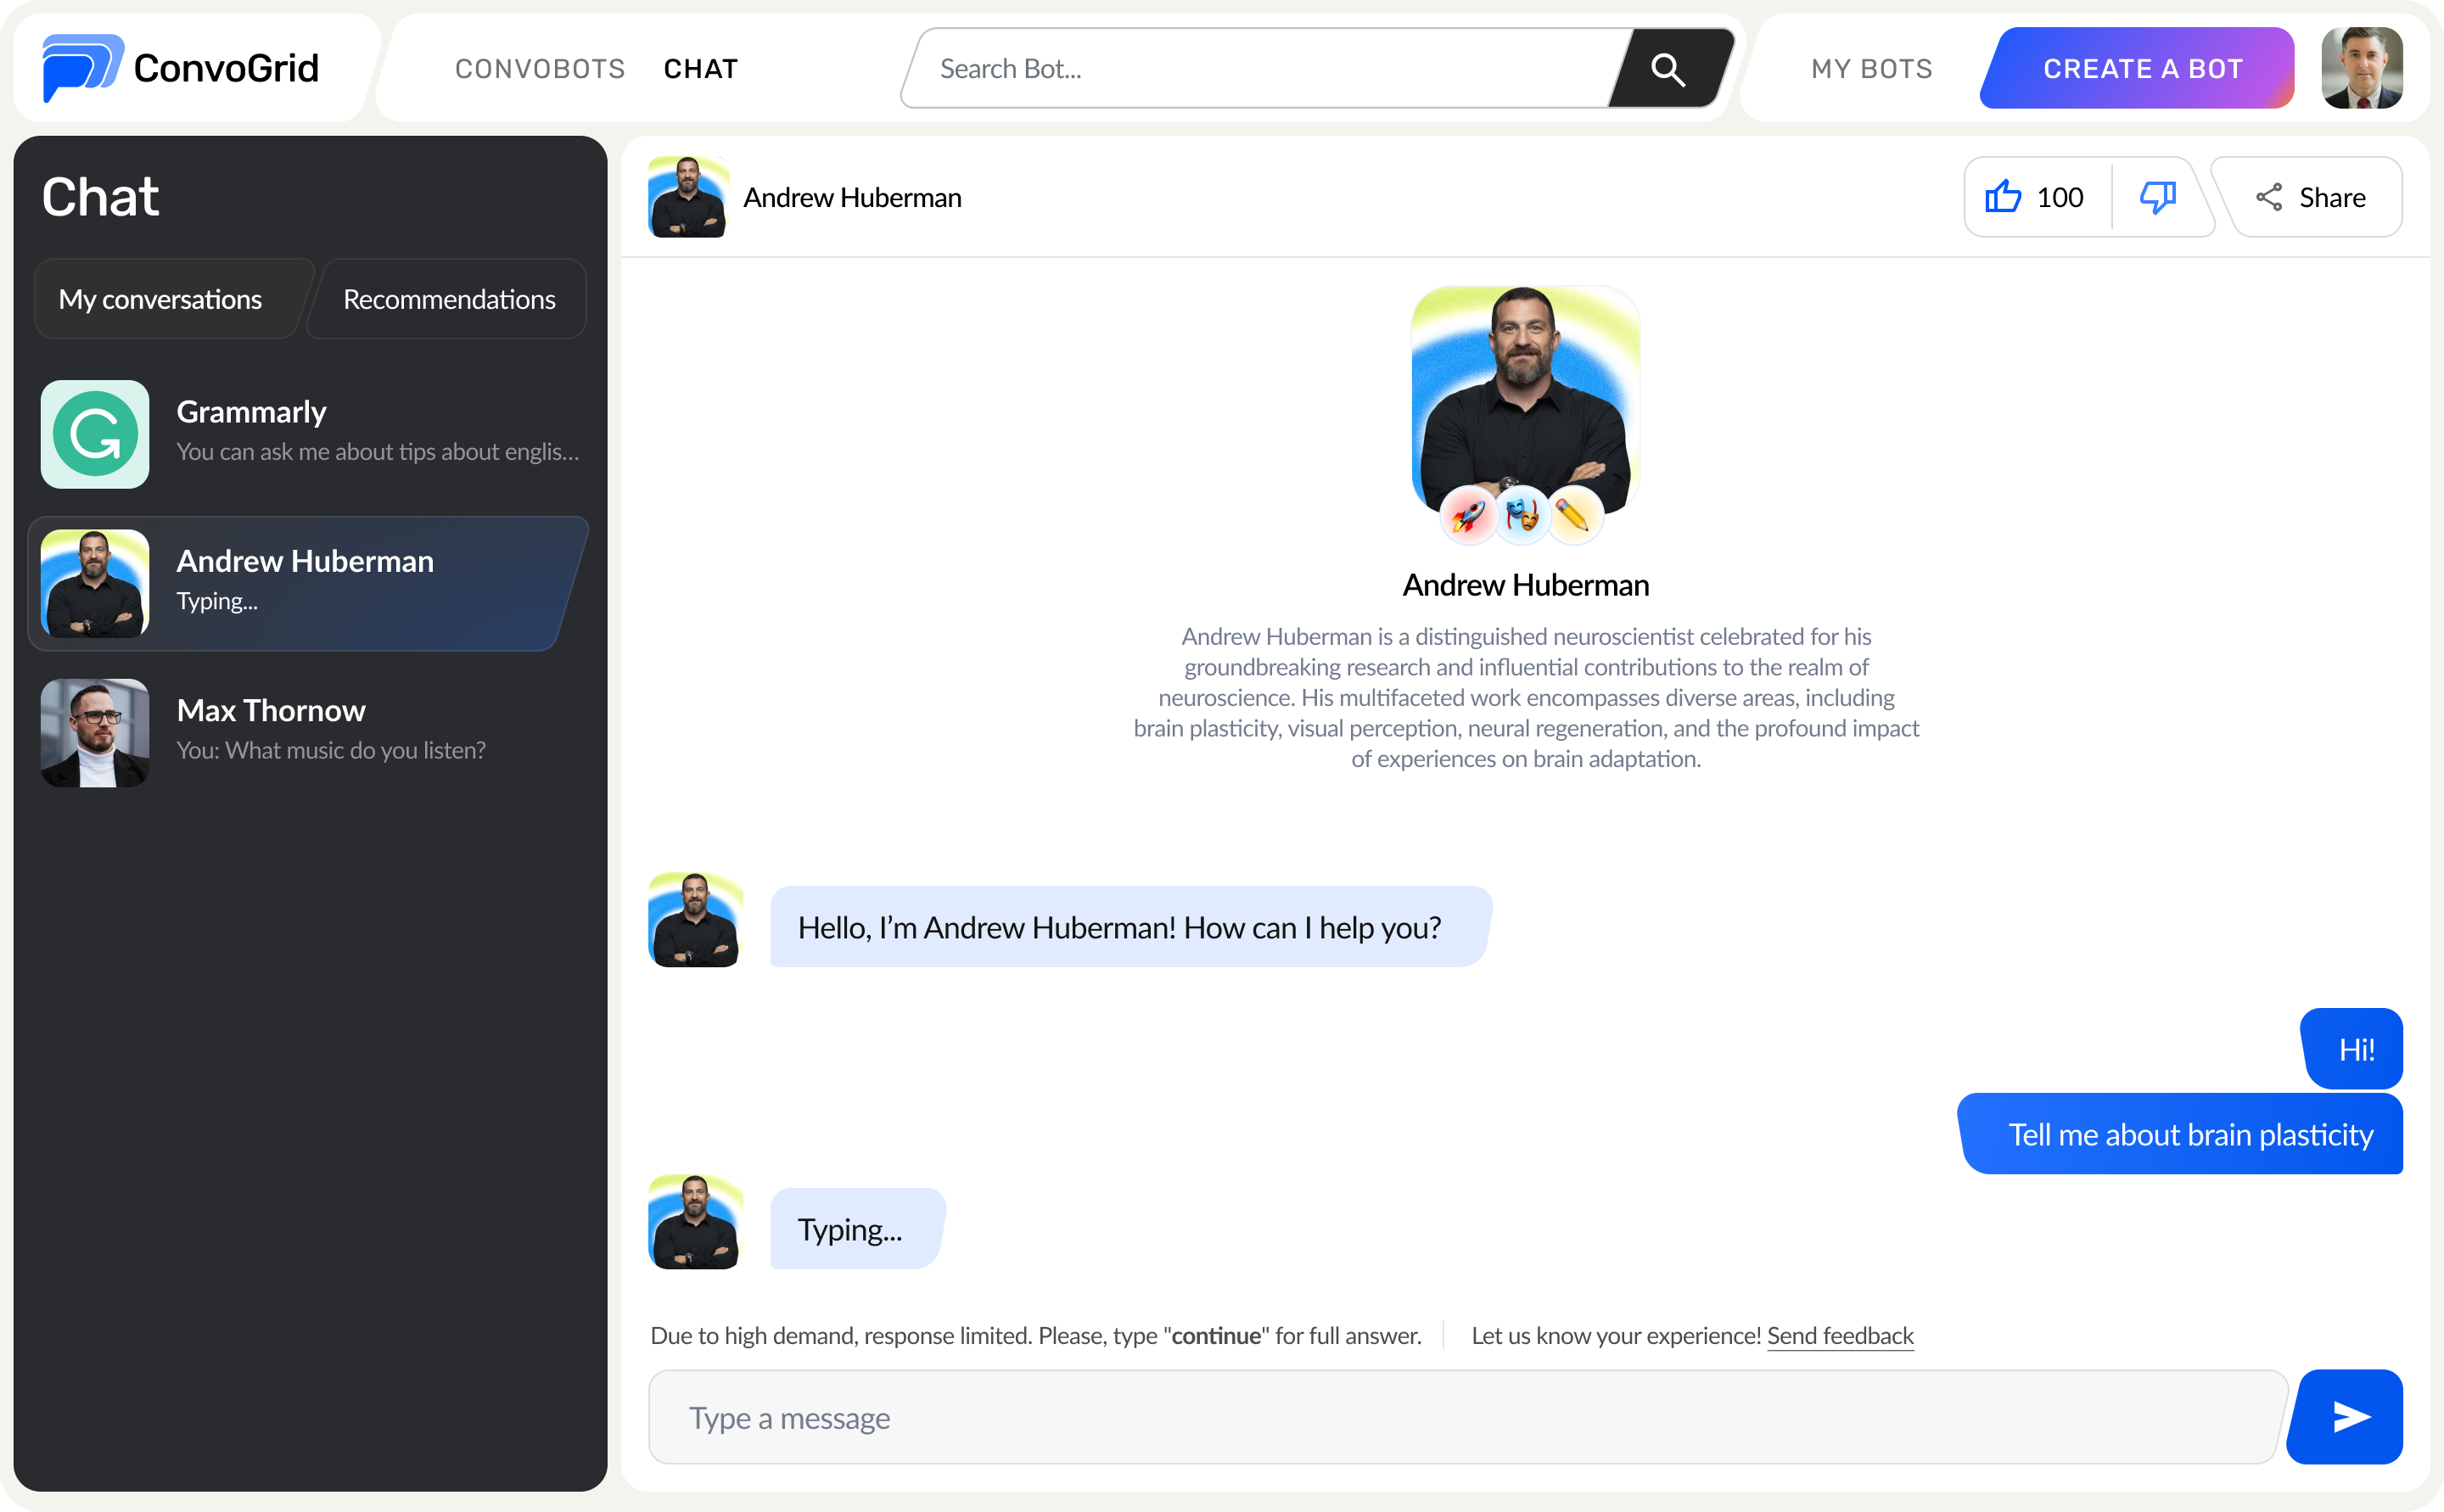 ConvoGrid
CONVOBOTS
CHAT
Search Bot...
MY BOTS
CREATE A BOT
Chat
My conversations
Recommendations
Grammarly
You can ask me about tips about englis...
Andrew Huberman
Typing...
Max Thornow
You: What music do you listen?
Andrew Huberman
100
Share
Andrew Huberman
Andrew Huberman is a distinguished neuroscientist celebrated for his
groundbreaking research and influential contributions to the realm of
neuroscience. His multifaceted work encompasses diverse areas, including
brain plasticity, visual perception, neural regeneration, and the profound impact
of experiences on brain adaptation.
Hello, I’m Andrew Huberman! How can I help you?
Hi!
Tell me about brain plasticity
Typing...
Due to high demand, response limited. Please, type "continue" for full answer.
Let us know your experience! Send feedback
Type a message